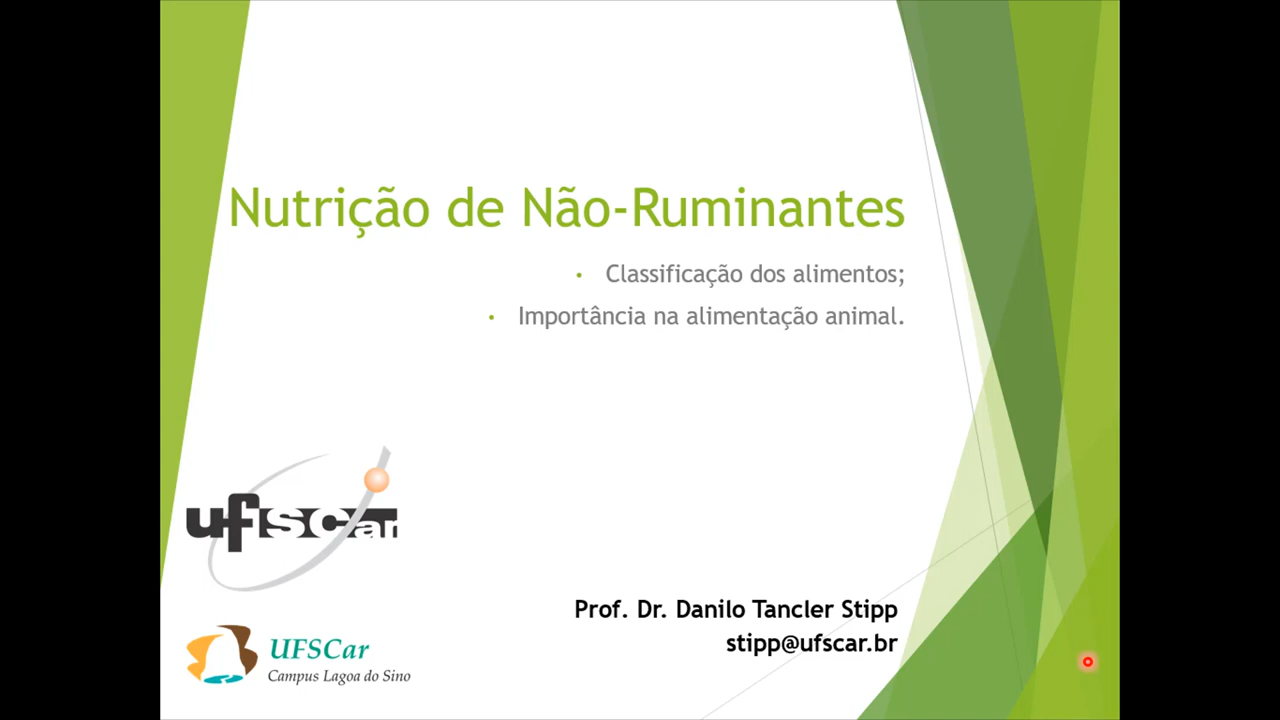 Nutrição de Não-Ruminantes
• Classificação dos alimentos;
• Importância na alimentação animal.
ufscar
Prof. Dr. Danilo Tancler Stipp
stipp@ufscar.br
UFSCar
Campus Lagoa do Sino